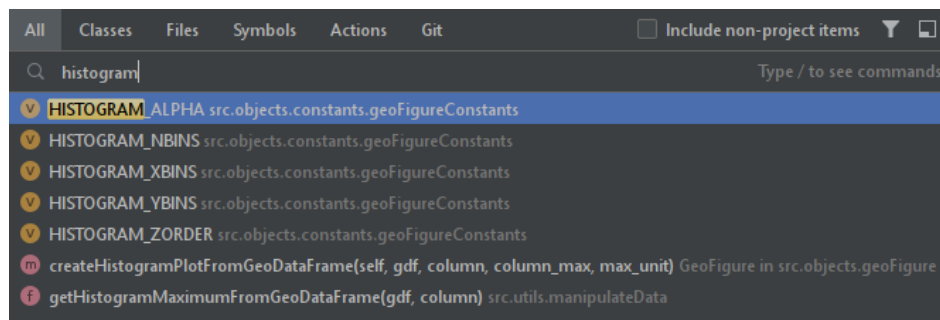 All Classes Files Symbols Actions Git Include non-project items
histogram Type / to see commands
V HISTOGRAM_ALPHA src.objects.constants.geoFigureConstants
V HISTOGRAM_NBINS src.objects.constants.geoFigureConstants
V HISTOGRAM_XBINS src.objects.constants.geoFigureConstants
V HISTOGRAM_YBINS src.objects.constants.geoFigureConstants
V HISTOGRAM_ZORDER src.objects.constants.geoFigureConstants
m createHistogramPlotFromGeoDataFrame(self, gdf, column, column_max, max_unit) GeoFigure in src.objects.geoFigure
f getHistogramMaximumFromGeoDataFrame(gdf, column) src.utils.manipulateData